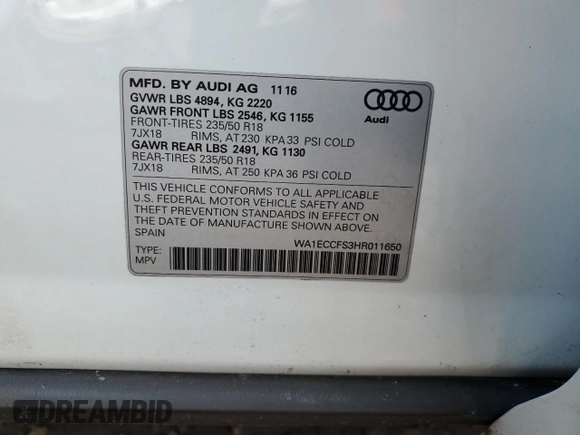 MFD. BY AUDI AG 11 16
GVWR LBS 4894, KG 2220
GAWR FRONT LBS 2546, KG 1155
FRONT-TIRES 235/50 R18
7JX18 RIMS, AT 230 KPA 33 PSI COLD
GAWR REAR LBS 2491, KG 1130
REAR-TIRES 235/50 R18
7JX18 RIMS, AT 250 KPA 36 PSI COLD
THIS VEHICLE CONFORMS TO ALL APPLICABLE
U.S. FEDERAL MOTOR VEHICLE SAFETY AND
THEFT PREVENTION STANDARDS IN EFFECT ON
THE DATE OF MANUFACTURE SHOWN ABOVE.
SPAIN
WA1ECCFS3HR011650
TYPE:
MPV
Audi
DREAMBID